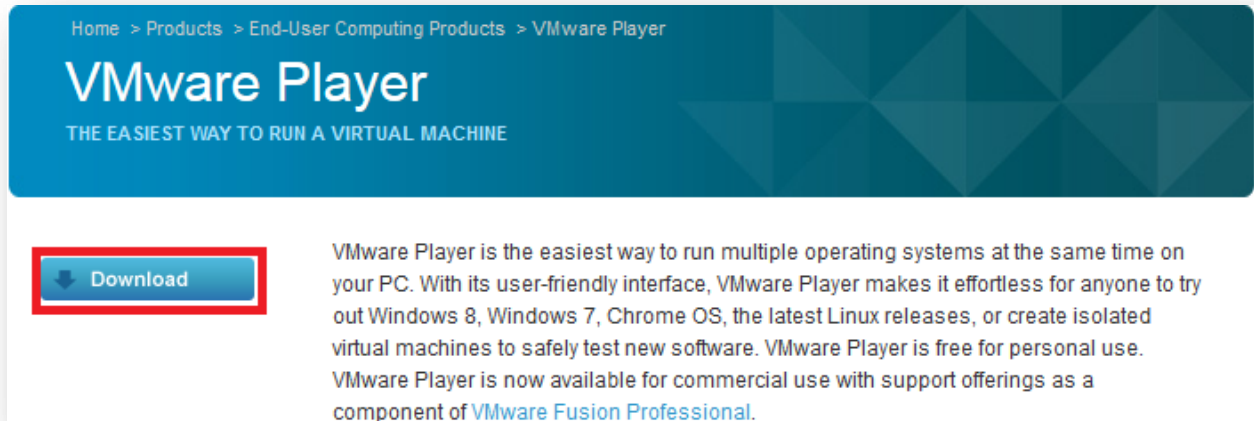 Home > Products > End-User Computing Products > VMware Player
VMware Player
THE EASIEST WAY TO RUN A VIRTUAL MACHINE
Download
VMware Player is the easiest way to run multiple operating systems at the same time on
your PC. With its user-friendly interface, VMware Player makes it effortless for anyone to try
out Windows 8, Windows 7, Chrome OS, the latest Linux releases, or create isolated
virtual machines to safely test new software. VMware Player is free for personal use.
VMware Player is now available for commercial use with support offerings as a
component of VMware Fusion Professional.